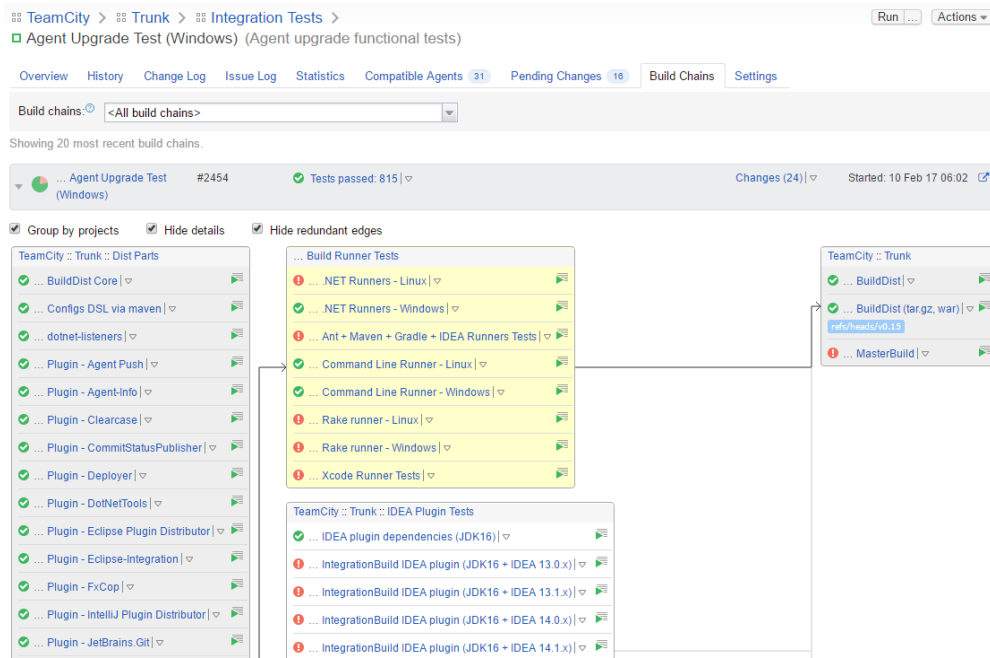 TeamCity > Trunk > Integration Tests >
Run ... Actions
Agent Upgrade Test (Windows) (Agent upgrade functional tests)
Overview History Change Log Issue Log Statistics Compatible Agents 31 Pending Changes 16 Build Chains Settings
Build chains:? <All build chains>
Showing 20 most recent build chains.
... Agent Upgrade Test (Windows) #2454 Tests passed: 815 Changes (24) Started: 10 Feb 17 06:02
Group by projects Hide details Hide redundant edges
TeamCity :: Trunk :: Dist Parts
... BuildDist Core
... Configs DSL via maven
... dotnet-listeners
... Plugin - Agent Push
... Plugin - Agent-Info
... Plugin - Clearcase
... Plugin - CommitStatusPublisher
... Plugin - Deployer
... Plugin - DotNetTools
... Plugin - Eclipse Plugin Distributor
... Plugin - Eclipse-Integration
... Plugin - FxCop
... Plugin - IntelliJ Plugin Distributor
... Plugin - JetBrains.Git
... Build Runner Tests
... .NET Runners - Linux
... .NET Runners - Windows
... Ant + Maven + Gradle + IDEA Runners Tests
... Command Line Runner - Linux
... Command Line Runner - Windows
... Rake runner - Linux
... Rake runner - Windows
... Xcode Runner Tests
TeamCity :: Trunk :: IDEA Plugin Tests
... IDEA plugin dependencies (JDK16)
... IntegrationBuild IDEA plugin (JDK16 + IDEA 13.0.x)
... IntegrationBuild IDEA plugin (JDK16 + IDEA 13.1.x)
... IntegrationBuild IDEA plugin (JDK16 + IDEA 14.0.x)
... IntegrationBuild IDEA plugin (JDK16 + IDEA 14.1.x)
TeamCity :: Trunk
... BuildDist
... BuildDist (tar.gz, war)
refs/heads/v0.15
... MasterBuild